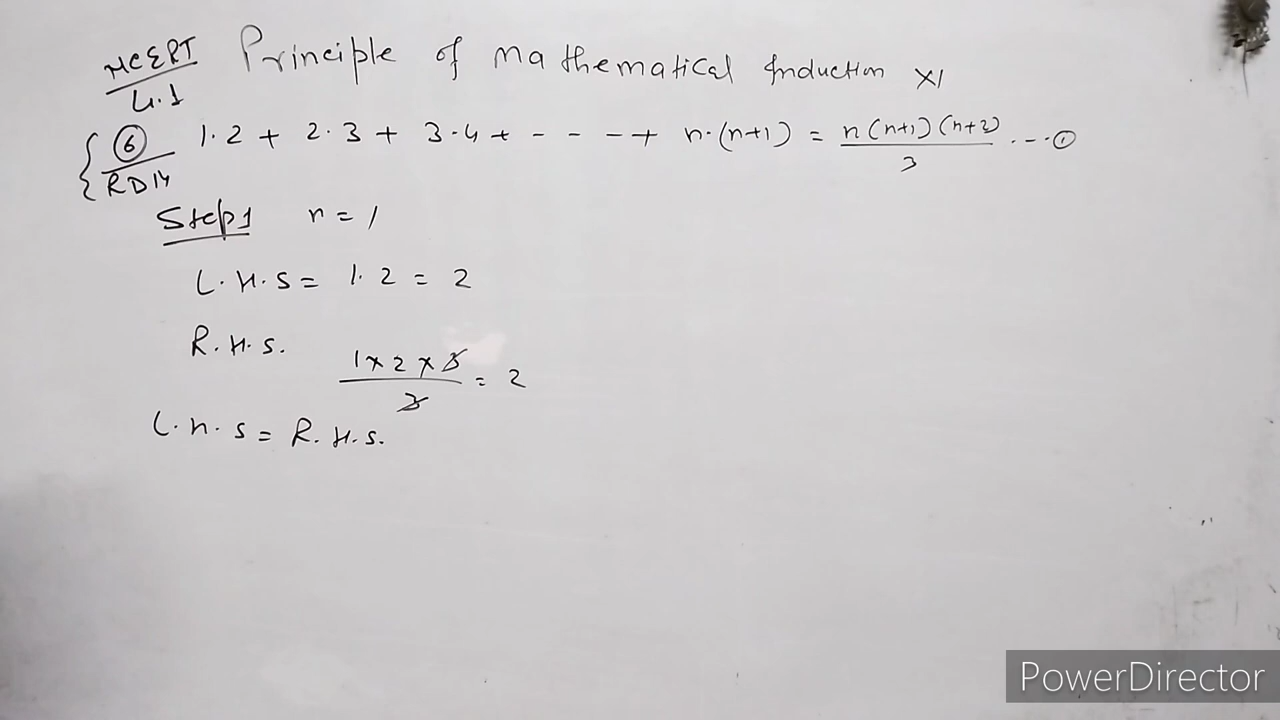 NCERT Principle of Mathematical Induction XI
4.1
⑥ 1.2 + 2.3 + 3.4 + - - - + n.(n+1) = n(n+1)(n+2)/3 ...①
RD14
Step1 n = 1
L.H.S = 1.2 = 2
R.H.S.
1×2×3/3 = 2
L.H.S = R.H.S.
PowerDirector